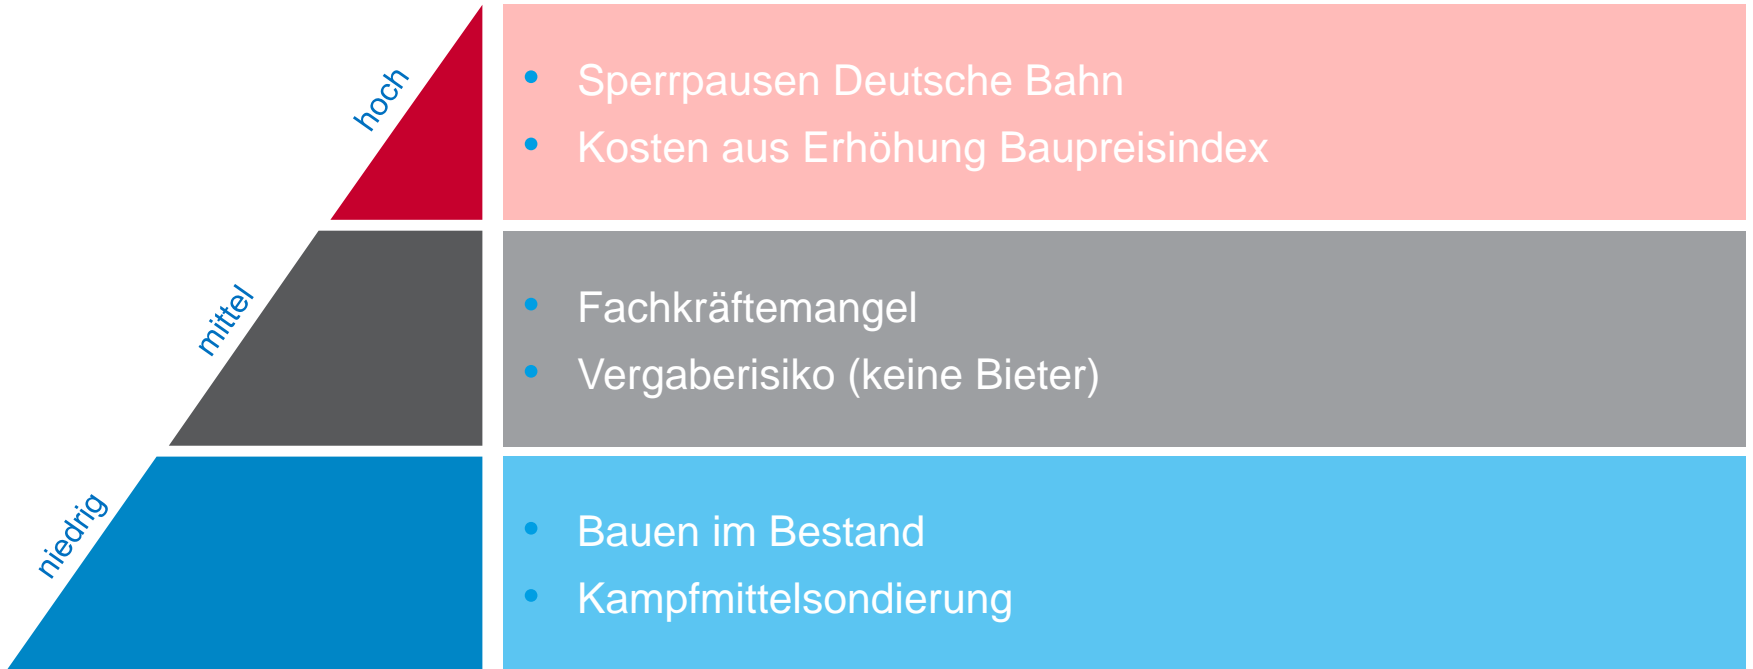 hoch
• Sperrpausen Deutsche Bahn
• Kosten aus Erhöhung Baupreisindex
mittel
• Fachkräftemangel
• Vergaberisiko (keine Bieter)
niedrig
• Bauen im Bestand
• Kampfmittelsondierung